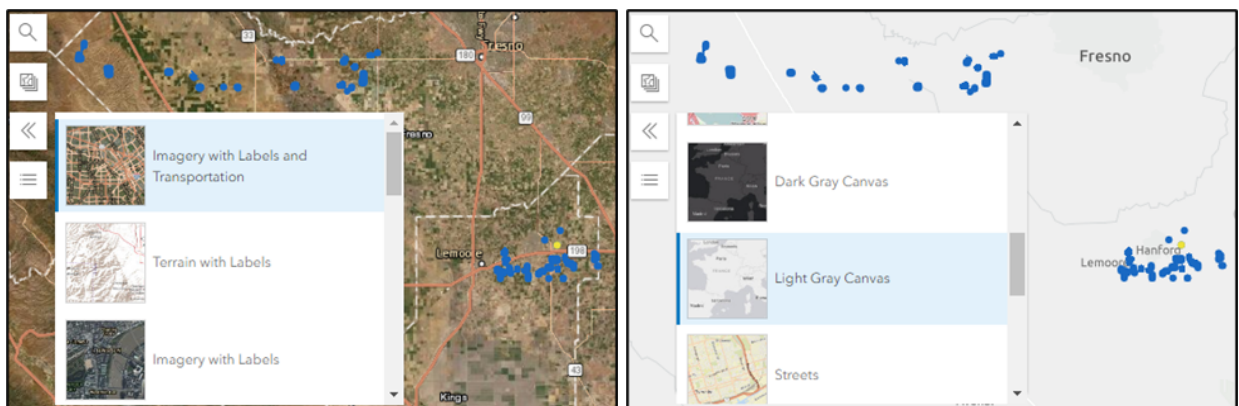 33
180
Fresno
99
Fresno
Imagery with Labels and
Transportation
Terrain with Labels
Lemoore
198
Imagery with Labels
43
Kings
Fresno
Dark Gray Canvas
Hanford
Lemoore
Light Gray Canvas
Streets